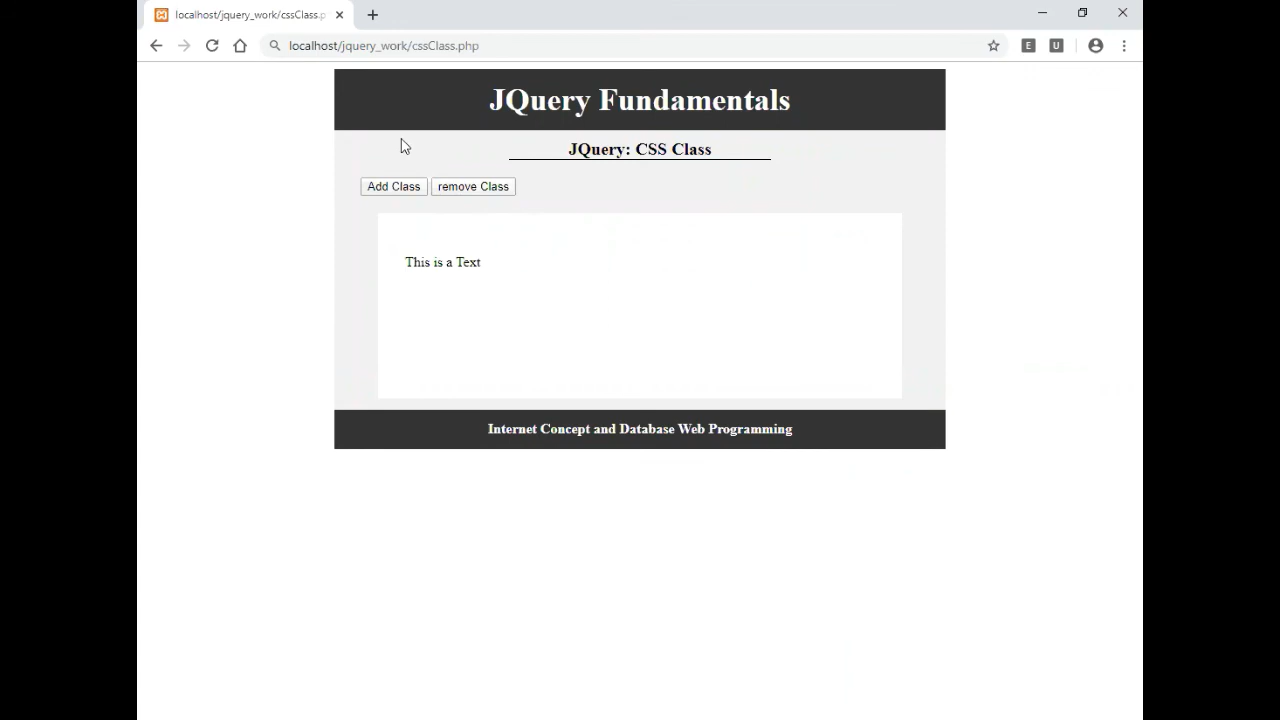 localhost/jquery_work/cssClass.p
localhost/jquery_work/cssClass.php
E
U
JQuery Fundamentals
JQuery: CSS Class
Add Class
remove Class
This is a Text
Internet Concept and Database Web Programming